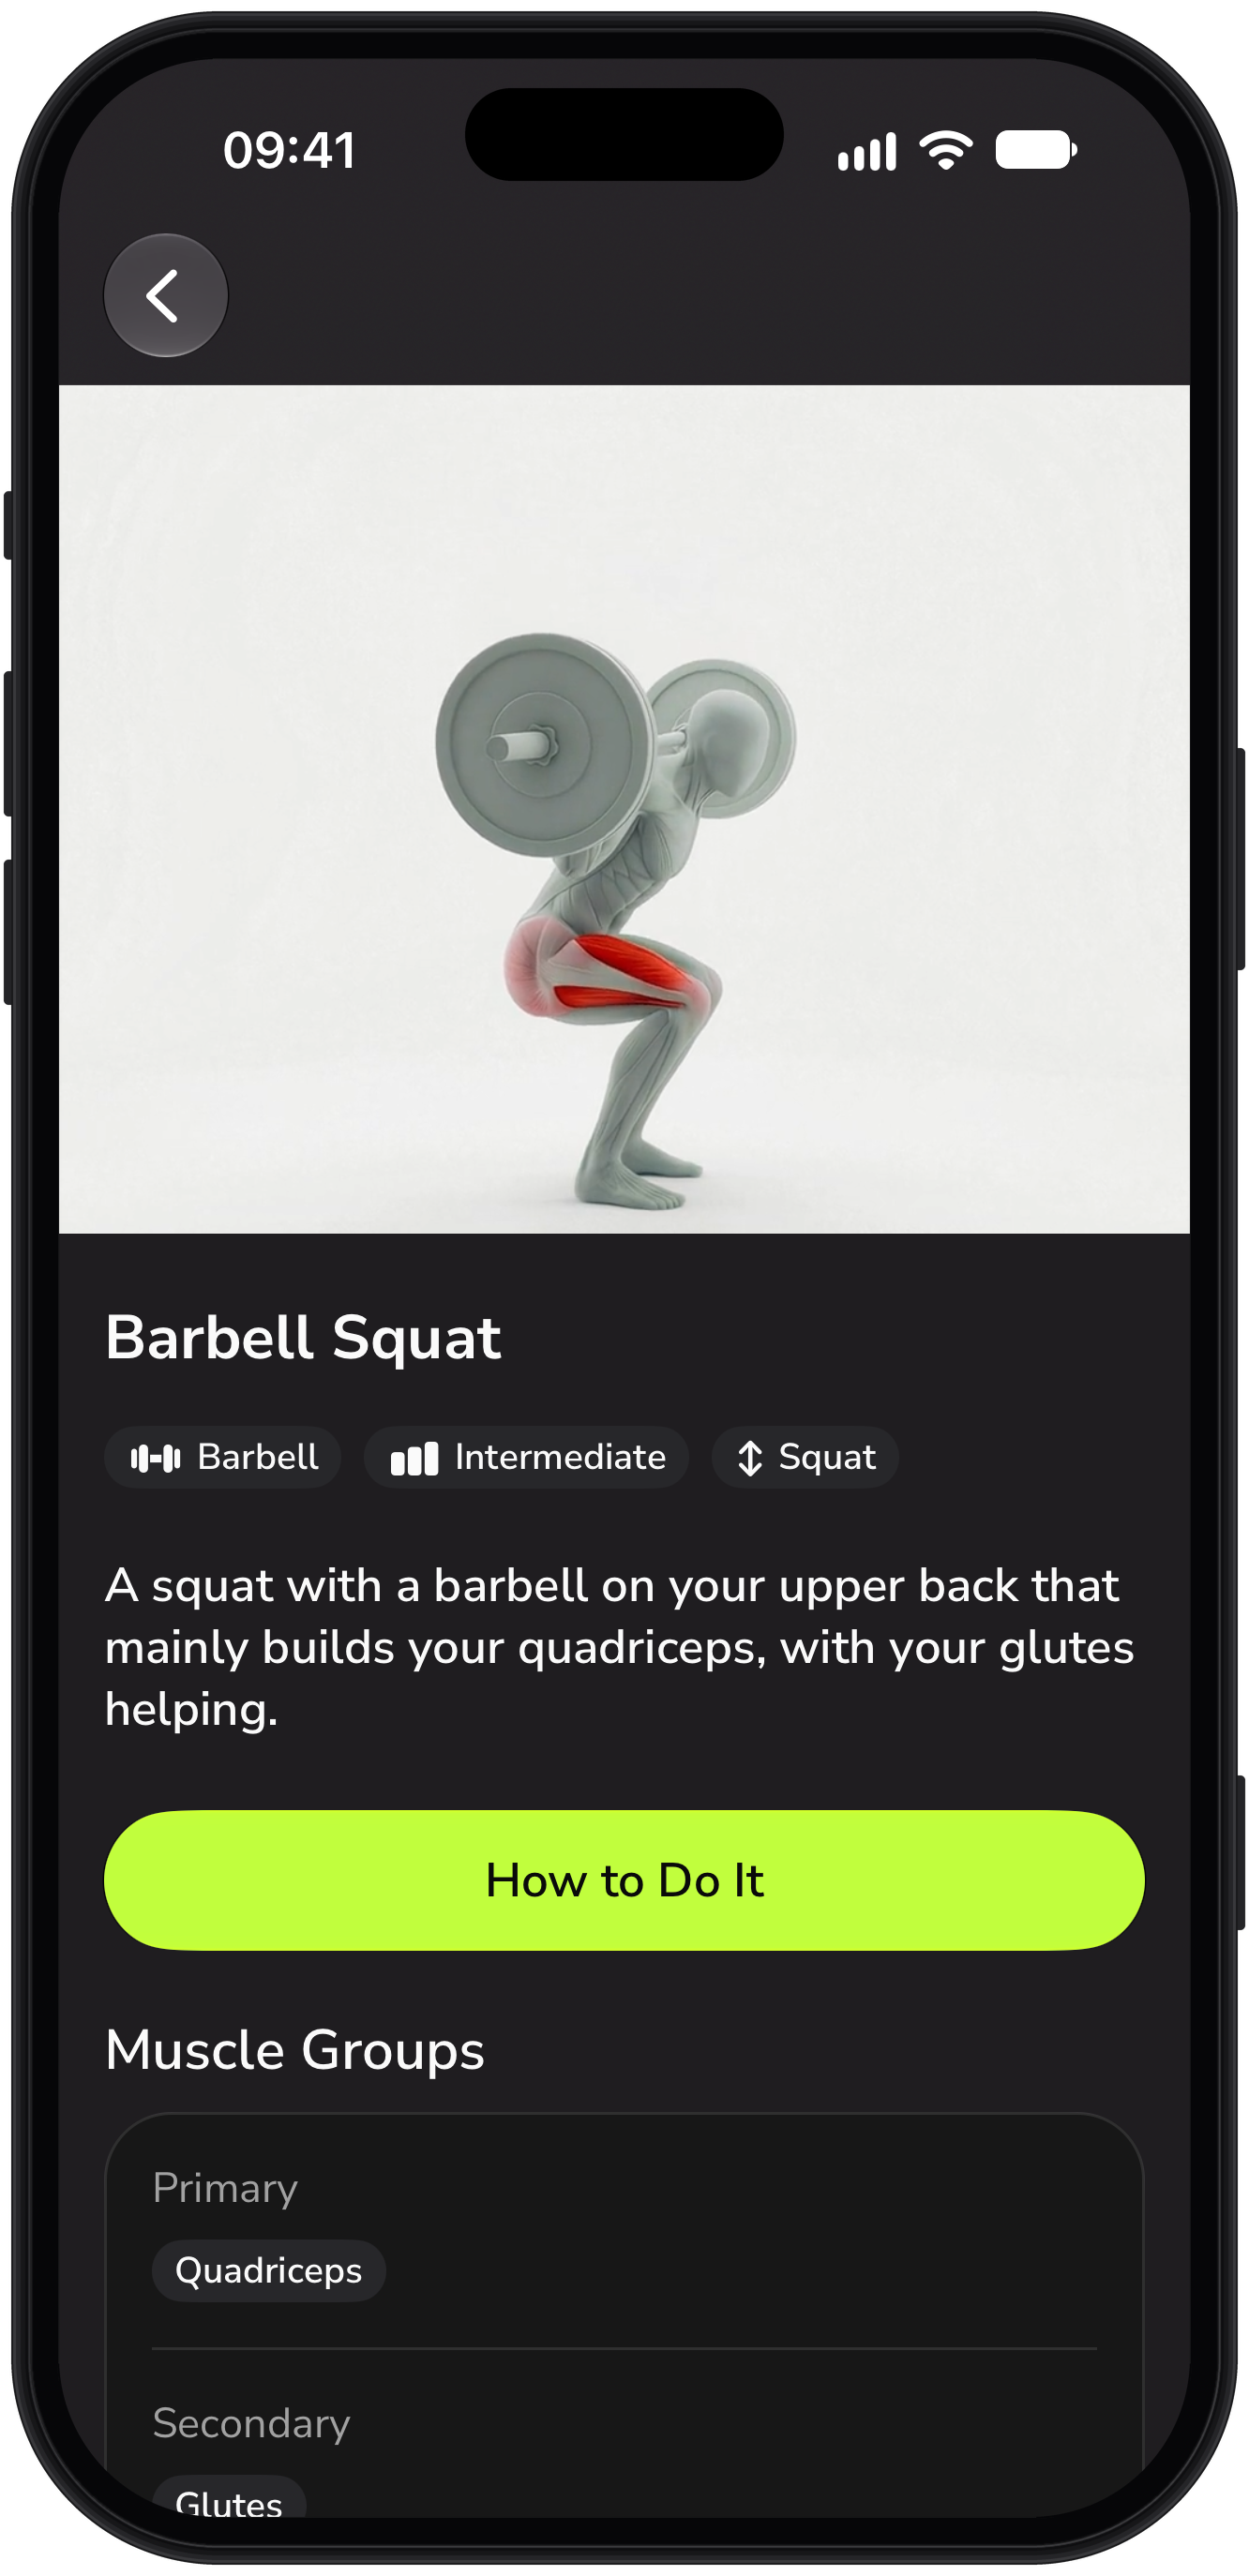 09:41
Barbell Squat
Barbell
Intermediate
Squat
A squat with a barbell on your upper back that
mainly builds your quadriceps, with your glutes
helping.
How to Do It
Muscle Groups
Primary
Quadriceps
Secondary
Glutes